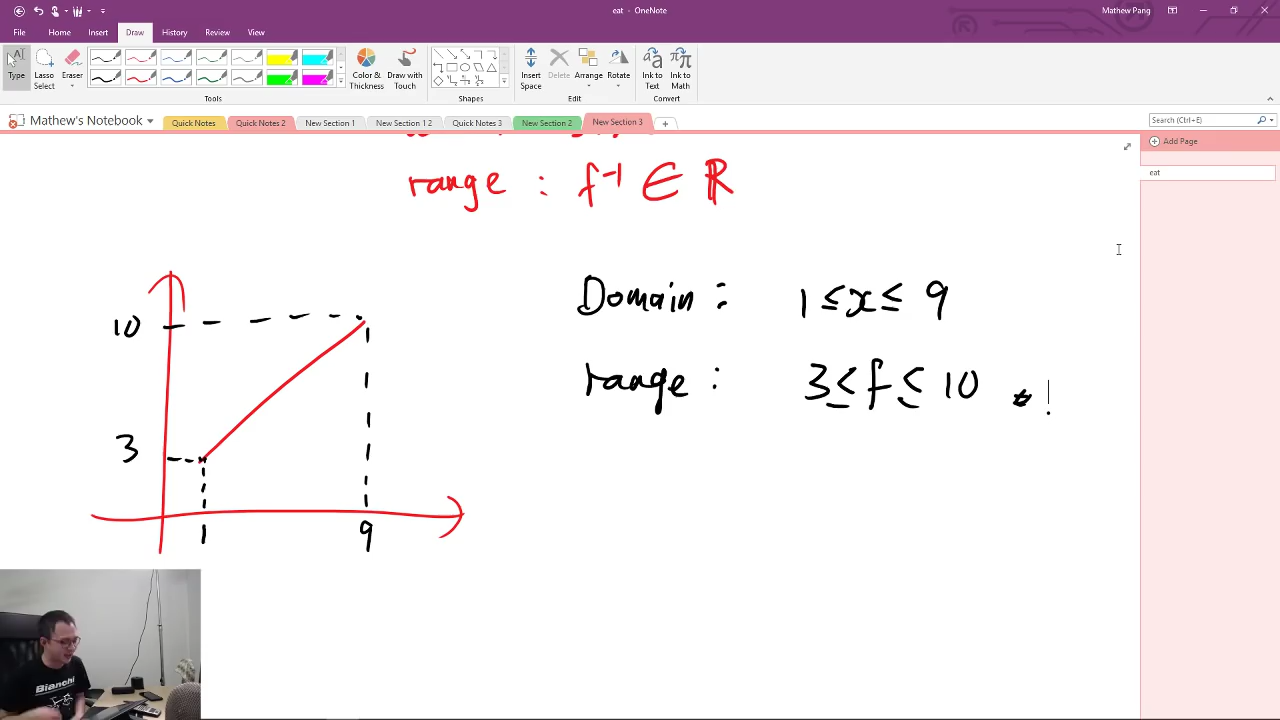 eat - OneNote
Mathew Pang
File Home Insert Draw History Review View
Type
Lasso Select
Eraser
Color & Thickness
Draw with Touch
Insert Space
Delete
Arrange
Rotate
Ink to Text
Ink to Math
Tools
Shapes
Edit
Convert
Mathew's Notebook
Quick Notes
Quick Notes 2
New Section 1
New Section 1 2
Quick Notes 3
New Section 2
New Section 3
Search (Ctrl+E)
Add Page
eat
range : f⁻¹ ∈ ℝ
Domain : 1 ≤ x ≤ 9
range : 3 ≤ f ≤ 10
10
3
1
9
Bianchi